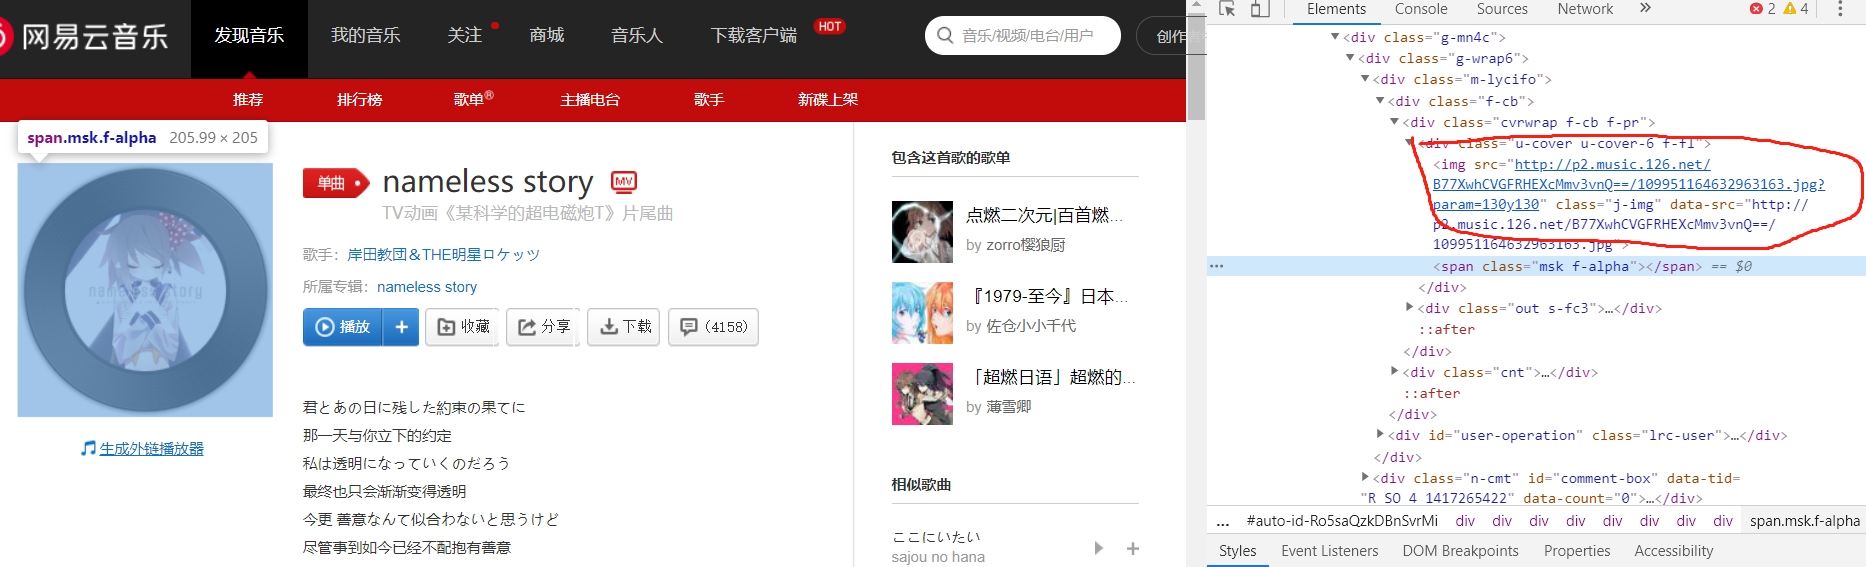 网易云音乐
发现音乐
我的音乐
关注
商城
音乐人
下载客户端
HOT
音乐/视频/电台/用户
创作者
推荐
排行榜
歌单®
主播电台
歌手
新碟上架
span.msk.f-alpha 205.99 × 205
nameless story
生成外链播放器
单曲
nameless story
MV
TV动画《某科学的超电磁炮T》片尾曲
歌手：岸田教団＆THE明星ロケッツ
所属专辑：nameless story
播放
+
收藏
分享
下载
(4158)
君とあの日に残した約束の果てに
那一天与你立下的约定
私は透明になっていくのだろう
最终也只会渐渐变得透明
今更 善意なんて似合わないと思うけど
尽管事到如今已经不配抱有善意
包含这首歌的歌单
点燃二次元|百首燃...
by zorro樱狼厨
『1979-至今』日本...
by 佐仓小小千代
「超燃日语」超燃的...
by 薄雪卿
相似歌曲
ここにいたい
sajou no hana
Elements
Console
Sources
Network
»
2
4
<div class="g-mn4c">
<div class="g-wrap6">
<div class="m-lycifo">
<div class="f-cb">
<div class="cvrwrap f-cb f-pr">
<div class="u-cover u-cover-6 f-fl">
<img src="http://p2.music.126.net/
B77XwhCVGFRHEXcMmv3vnQ==/109951164632963163.jpg?
param=130y130" class="j-img" data-src="http://
p2.music.126.net/B77XwhCVGFRHEXcMmv3vnQ==/
109951164632963163.jpg">
<span class="msk f-alpha"></span> == $0
</div>
<div class="out s-fc3">…</div>
::after
</div>
<div class="cnt">…</div>
::after
</div>
<div id="user-operation" class="lrc-user">…</div>
</div>
<div class="n-cmt" id="comment-box" data-tid=
"R_SO_4_1417265422" data-count="0">…</div>
... #auto-id-Ro5saQzkDBnSvrMi div div div div div div div div span.msk.f-alpha
Styles
Event Listeners
DOM Breakpoints
Properties
Accessibility